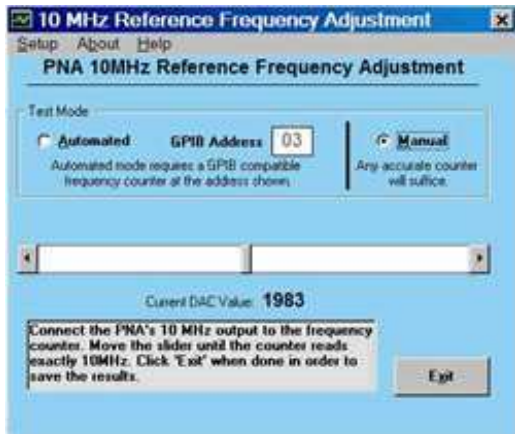 10 MHz Reference Frequency Adjustment
Setup About Help
PNA 10MHz Reference Frequency Adjustment
Test Mode
Automated GPIB Address 03
Manual
Automated mode requires a GPIB compatible
frequency counter at the address shown.
Any accurate counter
will suffice.
Current DAC Value: 1983
Connect the PNA's 10 MHz output to the frequency
counter. Move the slider until the counter reads
exactly 10MHz. Click 'Exit' when done in order to
save the results.
Exit